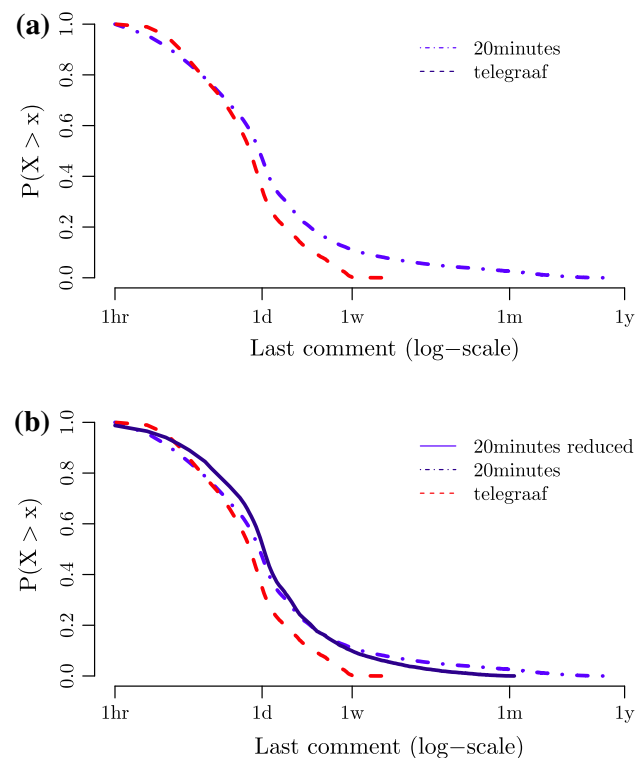 (a)
20minutes
telegraaf
P(X > x)
0.0 0.2 0.4 0.6 0.8 1.0
1hr 1d 1w 1m 1y
Last comment (log−scale)
(b)
20minutes reduced
20minutes
telegraaf
P(X > x)
0.0 0.2 0.4 0.6 0.8 1.0
1hr 1d 1w 1m 1y
Last comment (log−scale)